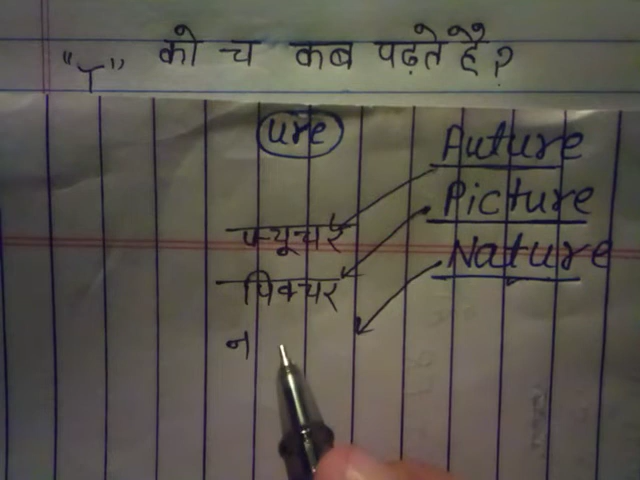 "T" को च कब पढ़ते है?
ure
Future
Picture
Nature
फ्यूचर
पिक्चर
न